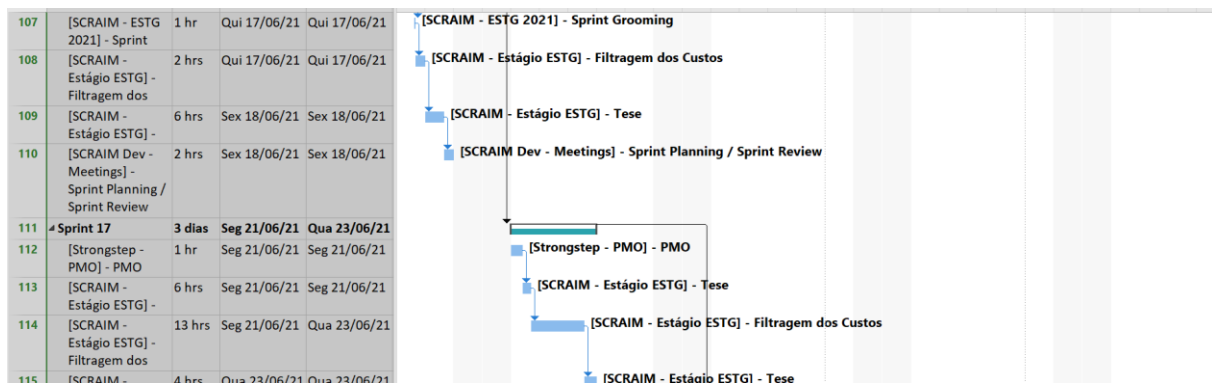 107 [SCRAIM - ESTG 1 hr Qui 17/06/21 Qui 17/06/21 [SCRAIM - ESTG 2021] - Sprint Grooming
2021] - Sprint
108 [SCRAIM - 2 hrs Qui 17/06/21 Qui 17/06/21 [SCRAIM - Estágio ESTG] - Filtragem dos Custos
Estágio ESTG] -
Filtragem dos
109 [SCRAIM - 6 hrs Sex 18/06/21 Sex 18/06/21 [SCRAIM - Estágio ESTG] - Tese
Estágio ESTG] -
110 [SCRAIM Dev - 2 hrs Sex 18/06/21 Sex 18/06/21 [SCRAIM Dev - Meetings] - Sprint Planning / Sprint Review
Meetings] -
Sprint Planning /
Sprint Review
111 Sprint 17 3 dias Seg 21/06/21 Qua 23/06/21
112 [Strongstep - 1 hr Seg 21/06/21 Seg 21/06/21 [Strongstep - PMO] - PMO
PMO] - PMO
113 [SCRAIM - 6 hrs Seg 21/06/21 Seg 21/06/21 [SCRAIM - Estágio ESTG] - Tese
Estágio ESTG] -
114 [SCRAIM - 13 hrs Seg 21/06/21 Qua 23/06/21 [SCRAIM - Estágio ESTG] - Filtragem dos Custos
Estágio ESTG] -
Filtragem dos
115 [SCRAIM - 4 hrs Qua 23/06/21 Qua 23/06/21 [SCRAIM - Estágio ESTG] - Tese